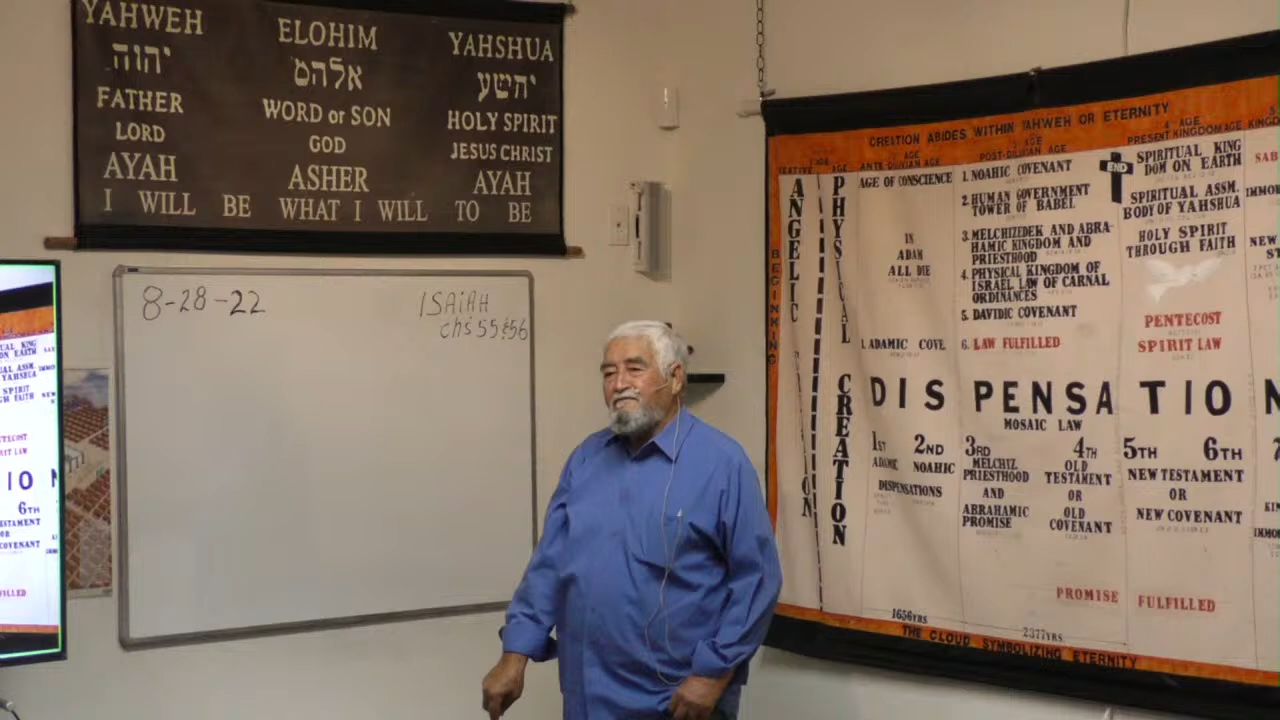 YAHWEH
יהוה
FATHER
LORD
AYAH
ELOHIM
אלהם
WORD or SON
GOD
ASHER
YAHSHUA
יהשע
HOLY SPIRIT
JESUS CHRIST
AYAH
I WILL BE WHAT I WILL TO BE
8-28-22
ISAiAH
chs 55 & 56
CREATION ABIDES WITHIN YAHWEH OR ETERNITY
AGE
ANTE-DILUVIAN AGE
AGE
POST-DILUVIAN AGE
4 AGE
PRESENT KINGDOM AGE
BEGINNING
ANGELIC
PHYSICAL CREATION
AGE OF CONSCIENCE
IN
ADAM
ALL DIE
1. ADAMIC COVE.
1. NOAHIC COVENANT
2. HUMAN GOVERNMENT
TOWER OF BABEL
3. MELCHIZEDEK AND ABRA-
HAMIC KINGDOM AND
PRIESTHOOD
4. PHYSICAL KINGDOM OF
ISRAEL LAW OF CARNAL
ORDINANCES
5. DAVIDIC COVENANT
6. LAW FULFILLED
END
SPIRITUAL KING
DOM ON EARTH
SPIRITUAL ASSM.
BODY OF YAHSHUA
HOLY SPIRIT
THROUGH FAITH
PENTECOST
SPIRIT LAW
DISPENSATION
MOSAIC LAW
1ST 2ND
ADAMIC NOAHIC
DISPENSATIONS
3RD
MELCHIZ
PRIESTHOOD
AND
ABRAHAMIC
PROMISE
4TH
OLD
TESTAMENT
OR
OLD
COVENANT
5TH 6TH
NEW TESTAMENT
OR
NEW COVENANT
PROMISE FULFILLED
1656YRS.
2377YRS.
THE CLOUD SYMBOLIZING ETERNITY